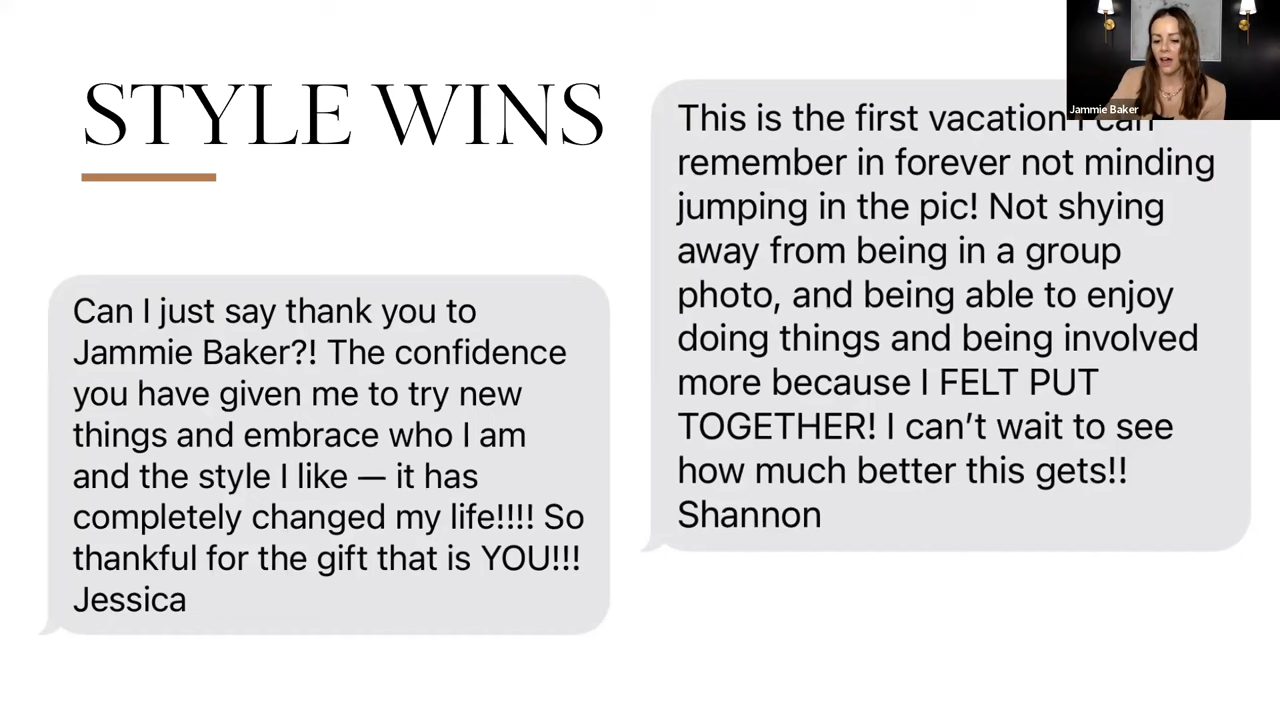 STYLE WINS
Can I just say thank you to
Jammie Baker?! The confidence
you have given me to try new
things and embrace who I am
and the style I like — it has
completely changed my life!!!! So
thankful for the gift that is YOU!!!
Jessica
This is the first vacation I can
remember in forever not minding
jumping in the pic! Not shying
away from being in a group
photo, and being able to enjoy
doing things and being involved
more because I FELT PUT
TOGETHER! I can’t wait to see
how much better this gets!!
Shannon
Jammie Baker